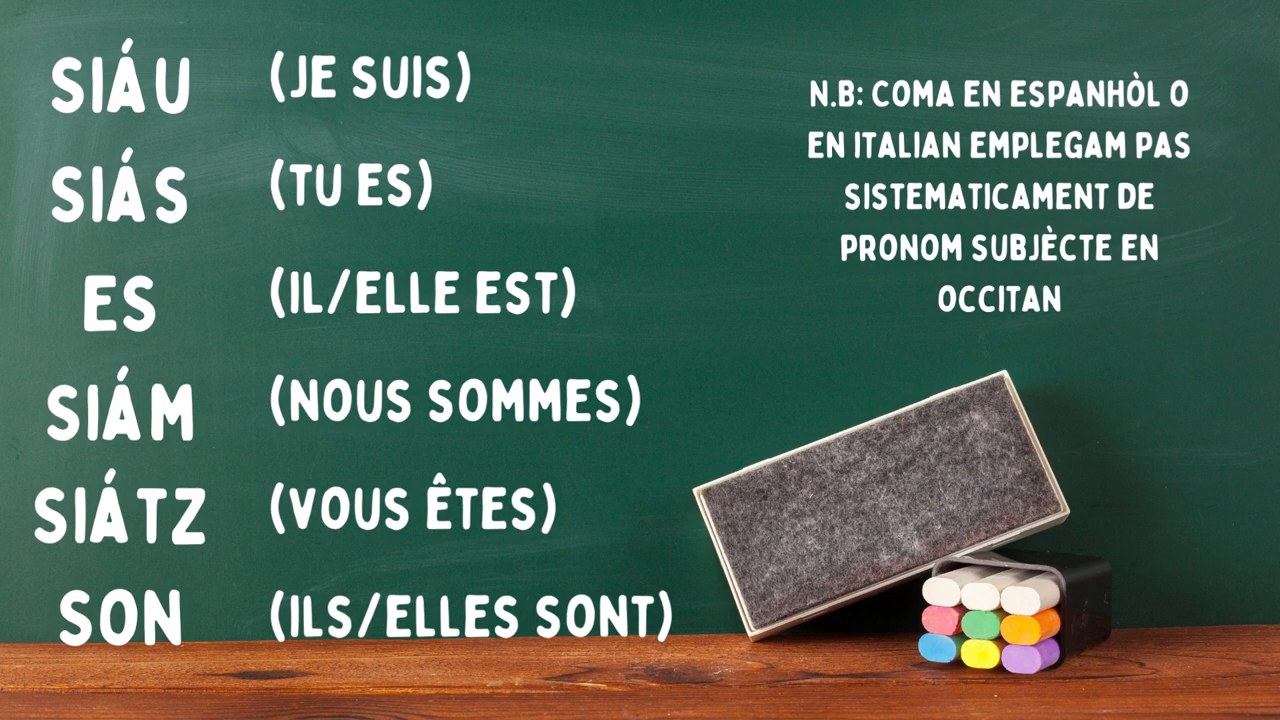 SIÁU (JE SUIS)
SIÁS (TU ES)
ES (IL/ELLE EST)
SIÁM (NOUS SOMMES)
SIÁTZ (VOUS ÊTES)
SON (ILS/ELLES SONT)
N.B: COMA EN ESPANHÒL O
EN ITALIAN EMPLEGAM PAS
SISTEMATICAMENT DE
PRONOM SUBJÈCTE EN
OCCITAN